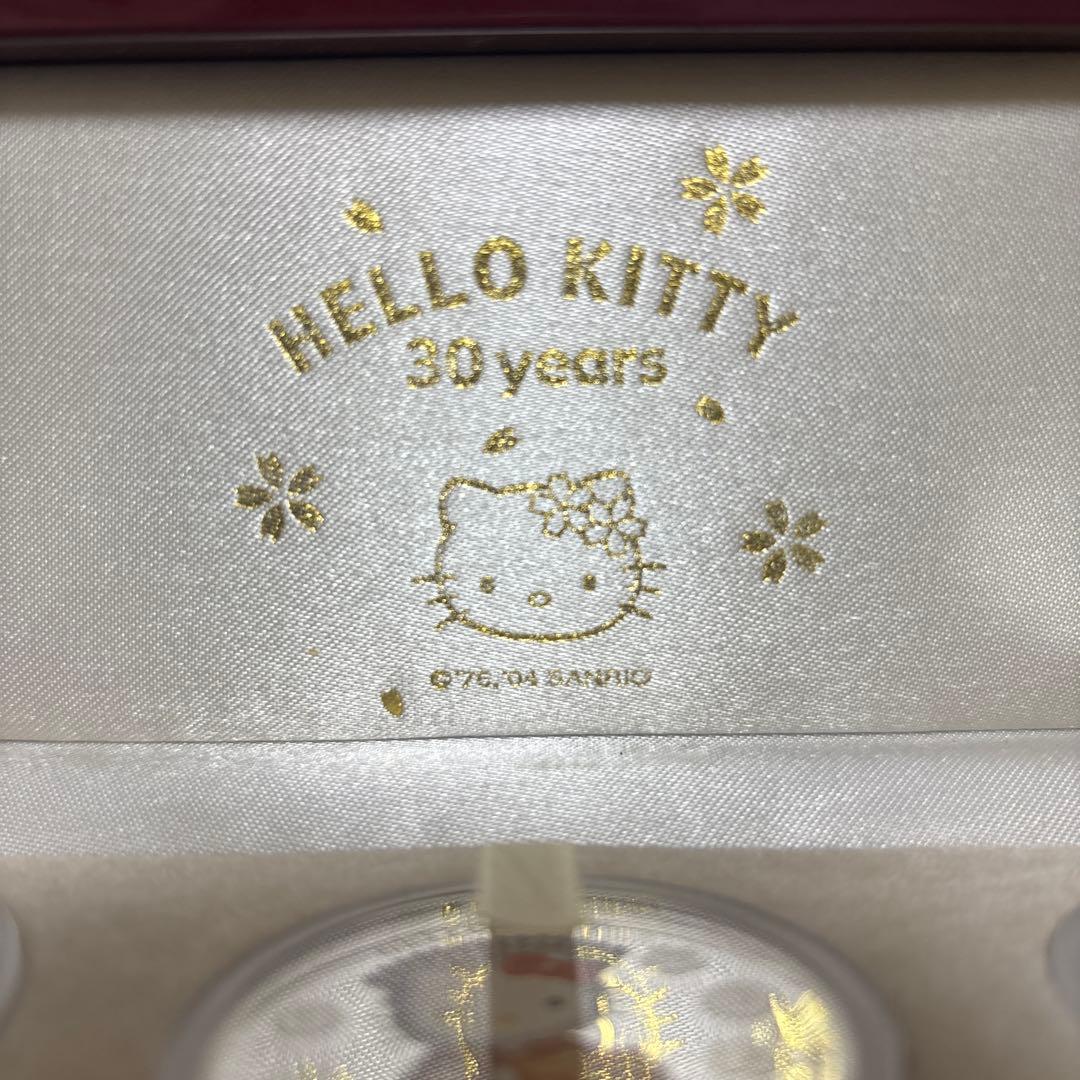 HELLO KITTY
30 years
©'76,'04 SANRIO